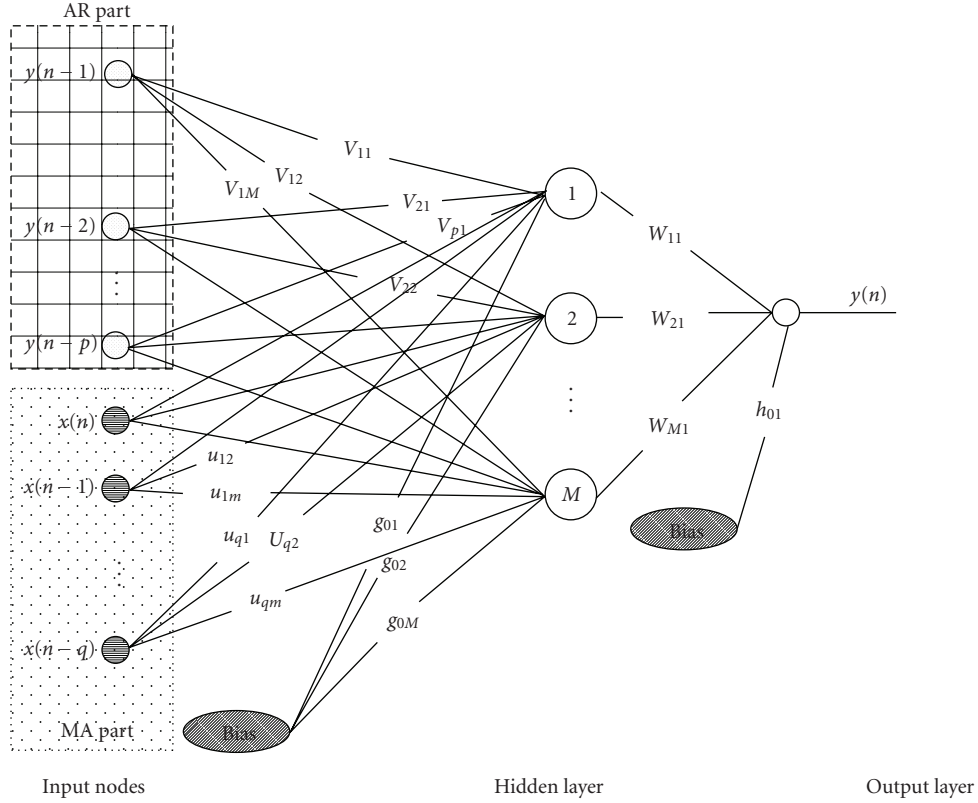 AR part
y(n − 1)
y(n − 2)
⋮
y(n − p)
x(n)
x(n − 1)
⋮
x(n − q)
MA part
V₁₁
V₁₂
V₁M
V₂₁
Vp₁
V₂₂
u₁₂
u₁m
uq₁
Uq₂
uqm
g₀₁
g₀₂
g₀M
Bias
1
2
⋮
M
W₁₁
W₂₁
WM₁
h₀₁
Bias
y(n)
Input nodes
Hidden layer
Output layer